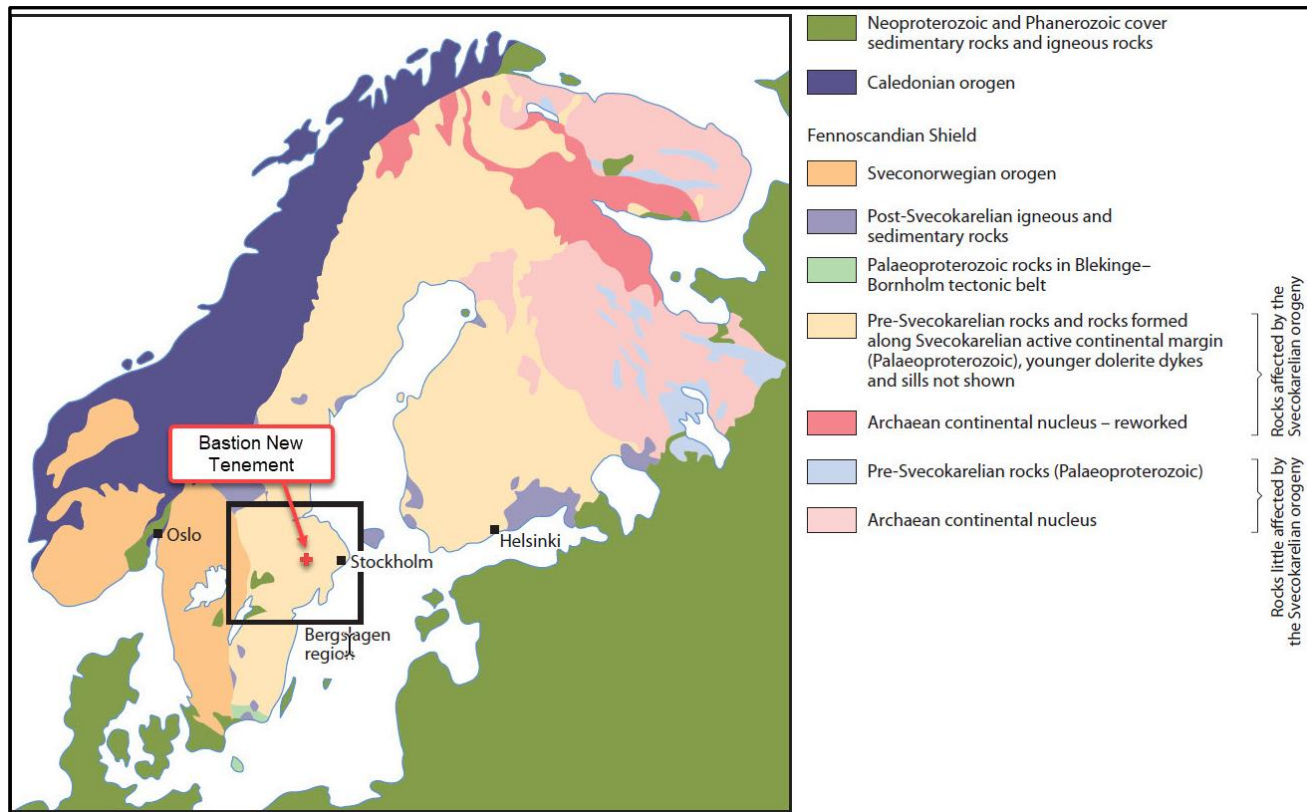 Neoproterozoic and Phanerozoic cover
sedimentary rocks and igneous rocks
Caledonian orogen
Fennoscandian Shield
Sveconorwegian orogen
Post-Svecokarelian igneous and
sedimentary rocks
Palaeoproterozoic rocks in Blekinge–
Bornholm tectonic belt
Pre-Svecokarelian rocks and rocks formed
along Svecokarelian active continental margin
(Palaeoproterozoic), younger dolerite dykes
and sills not shown
Archaean continental nucleus – reworked
Rocks affected by the
Svecokarelian orogeny
Pre-Svecokarelian rocks (Palaeoproterozoic)
Archaean continental nucleus
Rocks little affected by
the Svecokarelian orogeny
Bastion New
Tenement
Oslo
Helsinki
Stockholm
Bergslagen
region